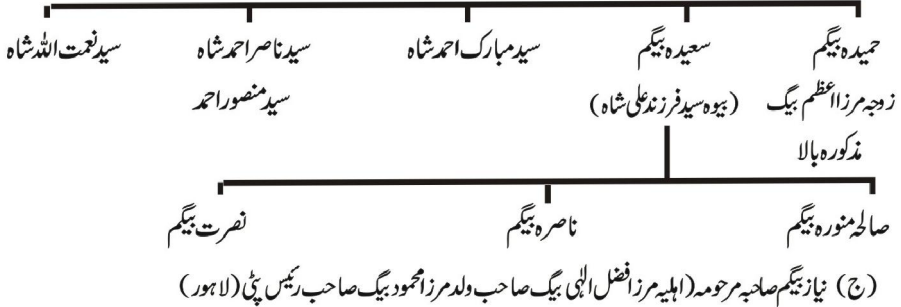 حمیدہ بیگم سعیدہ بیگم سید مبارک احمد شاہ سید ناصر احمد شاہ سید نعمت اللہ شاہ
زوجہ مرزا اعظم بیگ (بیوہ سید فرزند علی شاہ) سید منصور احمد
مذکورہ بالا
صالحہ منورہ بیگم ناصرہ بیگم نصرت بیگم
(ج) نیاز بیگم صاحبہ مرحومہ (اہلیہ مرزا فضل الٰہی بیگ صاحب ولد مرزا محمود بیگ صاحب رئیس پٹی (لاہور)